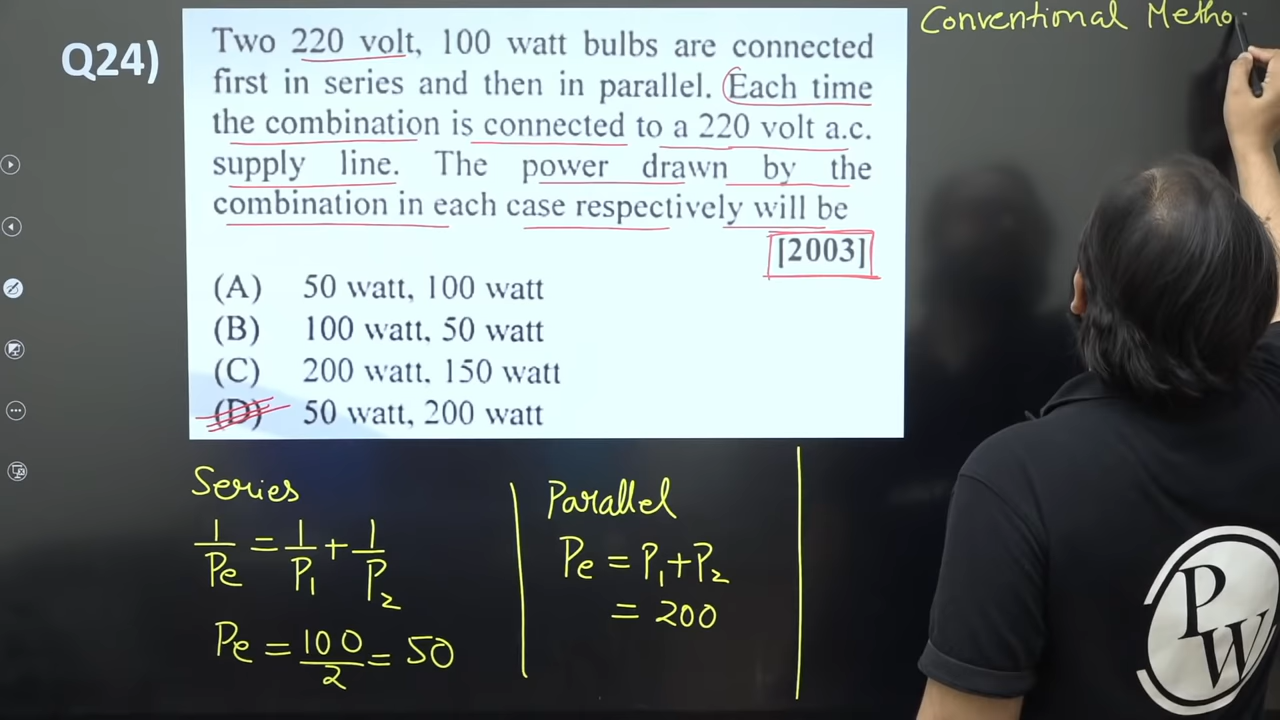 Q24)
Two 220 volt, 100 watt bulbs are connected
first in series and then in parallel. Each time
the combination is connected to a 220 volt a.c.
supply line. The power drawn by the
combination in each case respectively will be
[2003]
(A) 50 watt, 100 watt
(B) 100 watt, 50 watt
(C) 200 watt. 150 watt
(D) 50 watt, 200 watt
Conventional Metho
Series
1/Pe = 1/P₁ + 1/P₂
Pe = 100/2 = 50
Parallel
Pe = P₁+P₂
= 200
PW